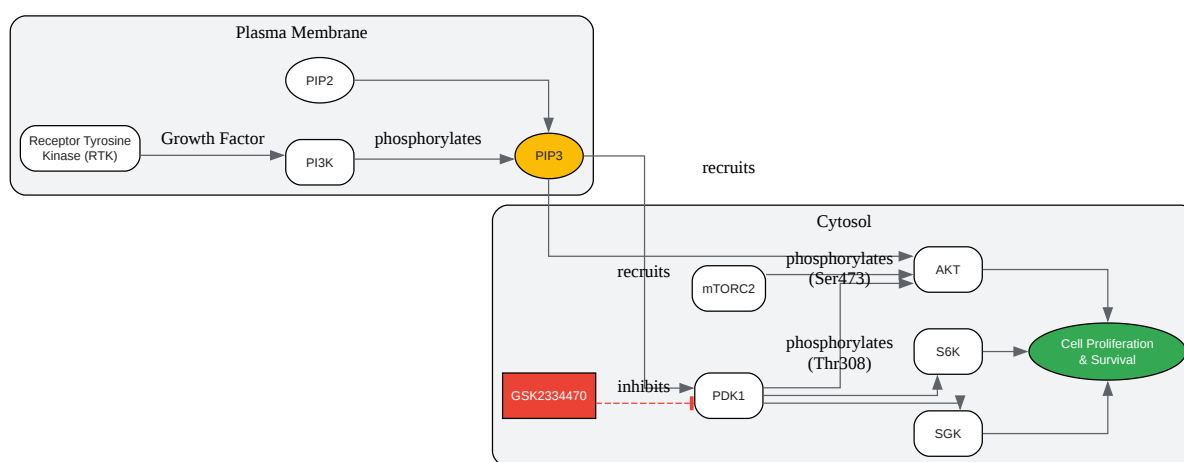 Plasma Membrane
PIP2
Receptor Tyrosine
Kinase (RTK)
Growth Factor
PI3K
phosphorylates
PIP3
recruits
Cytosol
recruits
mTORC2
phosphorylates
(Ser473)
AKT
phosphorylates
(Thr308)
S6K
Cell Proliferation
& Survival
GSK2334470
inhibits
PDK1
SGK